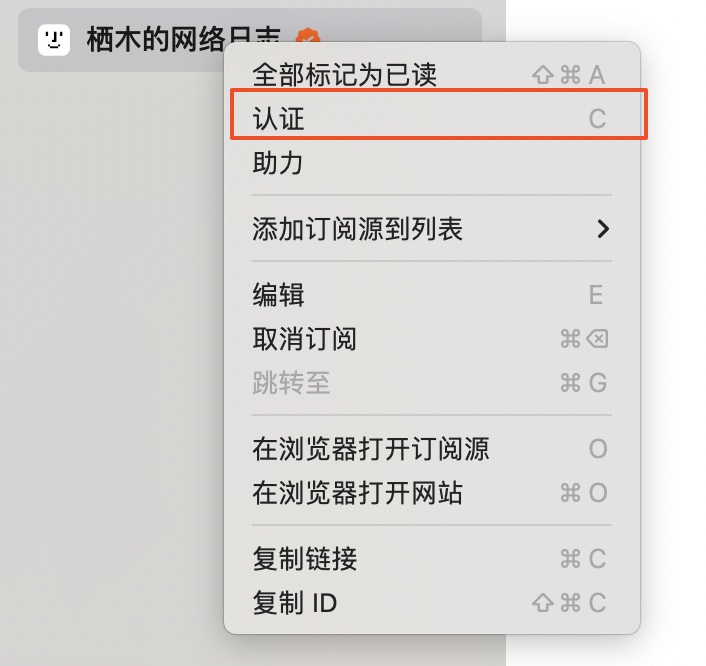 栖木的网络日志
全部标记为已读 ⇧⌘A
认证 C
助力
添加订阅源到列表
编辑 E
取消订阅 ⌘⌫
跳转至 ⌘G
在浏览器打开订阅源 O
在浏览器打开网站 ⌘O
复制链接 ⌘C
复制 ID ⇧⌘C